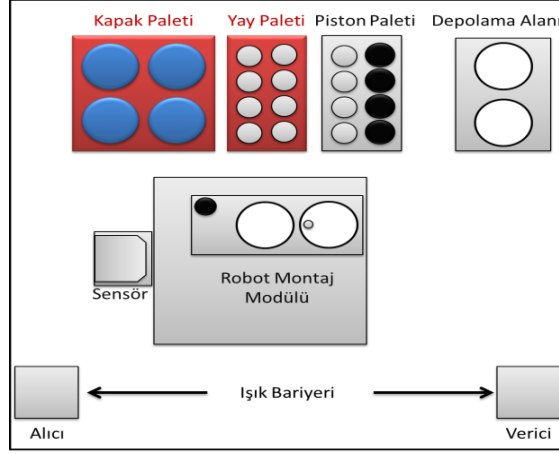 Kapak Paleti Yay Paleti Piston Paleti Depolama Alanı
Robot Montaj
Modülü
Sensör
Işık Bariyeri
Alıcı Verici